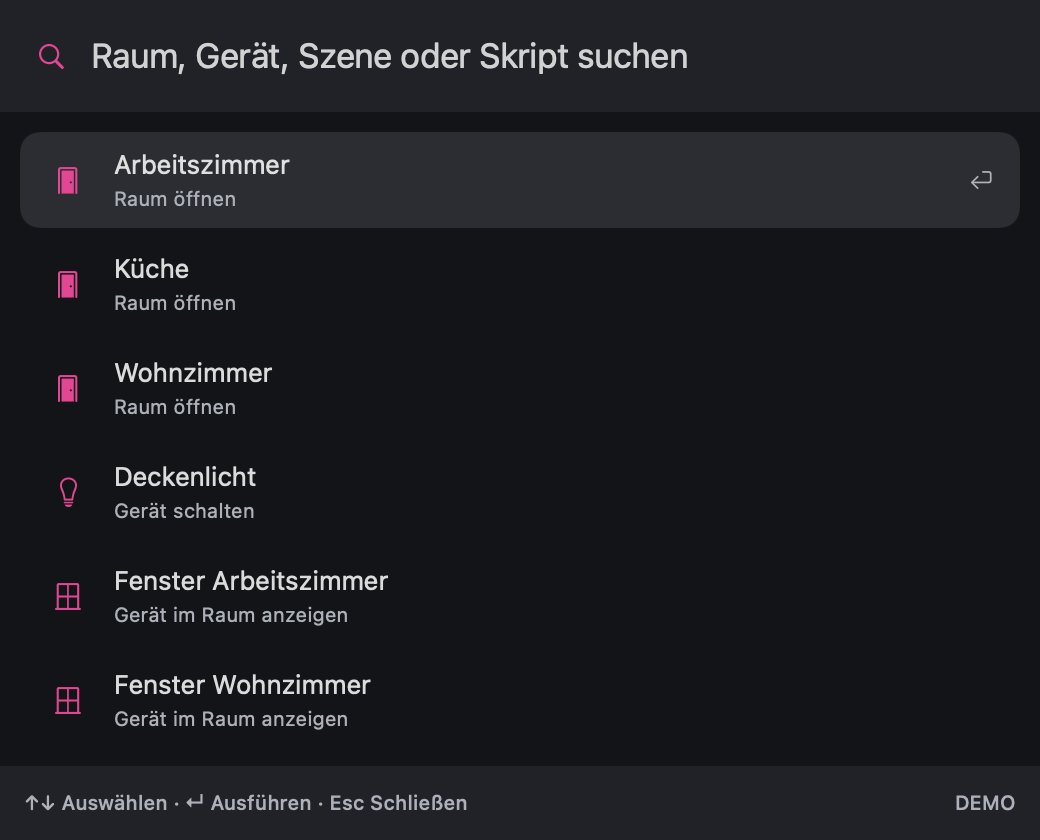 Raum, Gerät, Szene oder Skript suchen
Arbeitszimmer
Raum öffnen
Küche
Raum öffnen
Wohnzimmer
Raum öffnen
Deckenlicht
Gerät schalten
Fenster Arbeitszimmer
Gerät im Raum anzeigen
Fenster Wohnzimmer
Gerät im Raum anzeigen
↑↓ Auswählen · ↵ Ausführen · Esc Schließen
DEMO